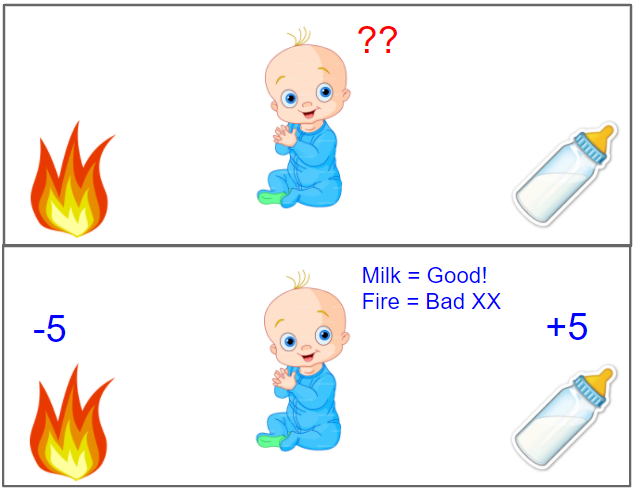 ??
Milk = Good!
Fire = Bad XX
-5
+5